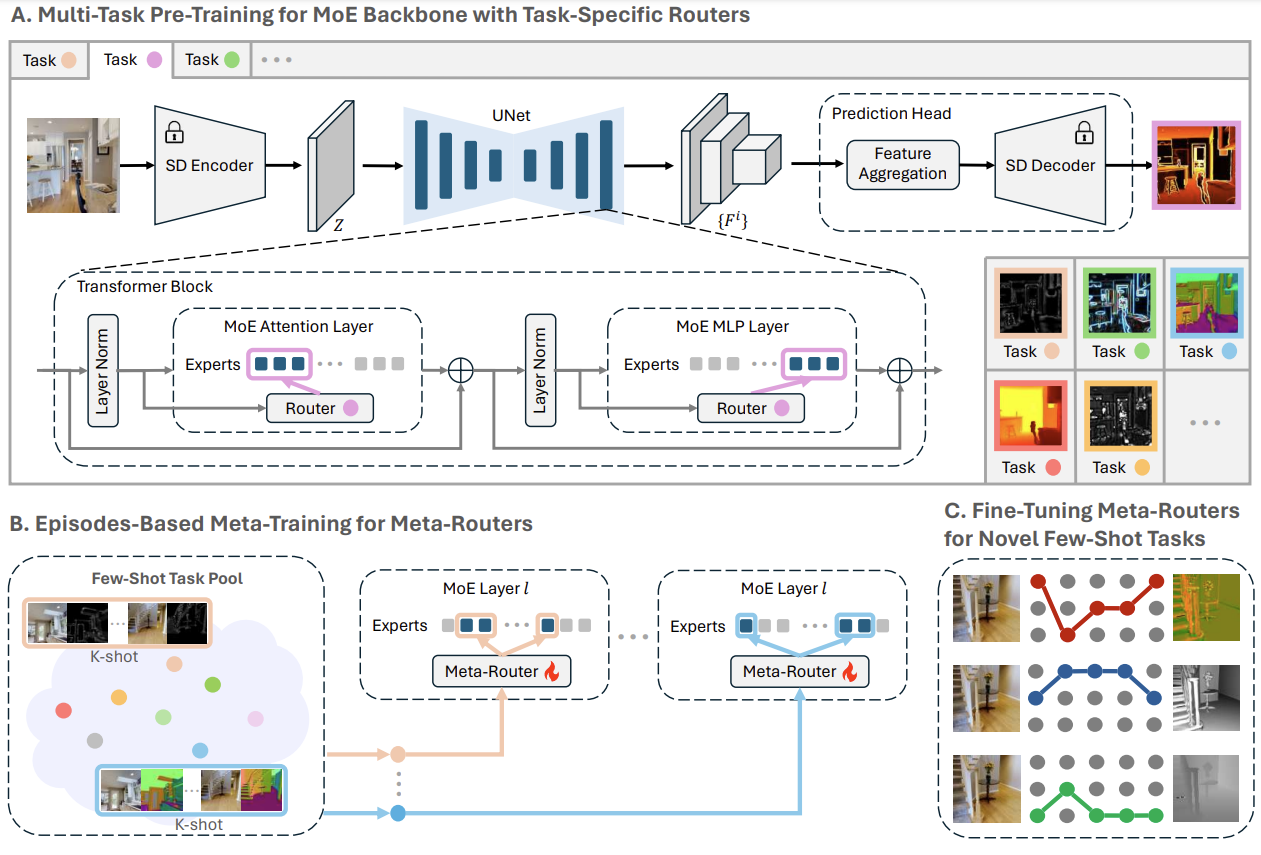 A. Multi-Task Pre-Training for MoE Backbone with Task-Specific Routers
Task
Task
Task
...
SD Encoder
Z
UNet
{Fⁱ}
Prediction Head
Feature
Aggregation
SD Decoder
Transformer Block
Layer Norm
MoE Attention Layer
Experts
...
Router
Layer Norm
MoE MLP Layer
Experts
...
Router
Task
Task
Task
Task
Task
...
B. Episodes-Based Meta-Training for Meta-Routers
Few-Shot Task Pool
...
K-shot
...
K-shot
MoE Layer l
Experts
...
Meta-Router
...
MoE Layer l
Experts
...
Meta-Router
C. Fine-Tuning Meta-Routers
for Novel Few-Shot Tasks